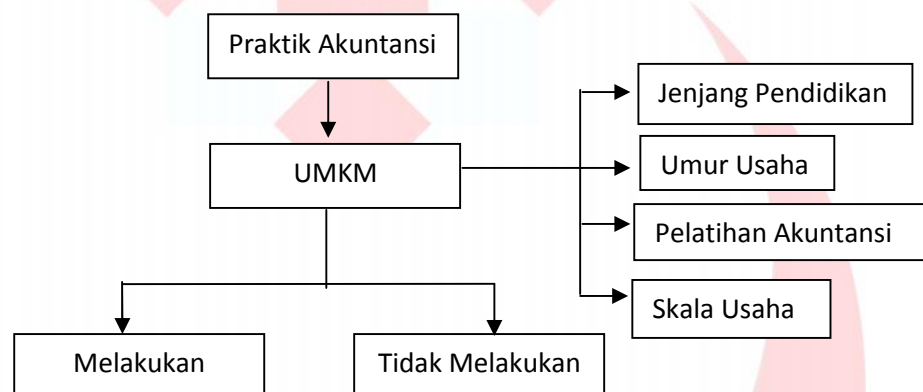 Praktik Akuntansi
Jenjang Pendidikan
UMKM
Umur Usaha
Pelatihan Akuntansi
Skala Usaha
Melakukan
Tidak Melakukan